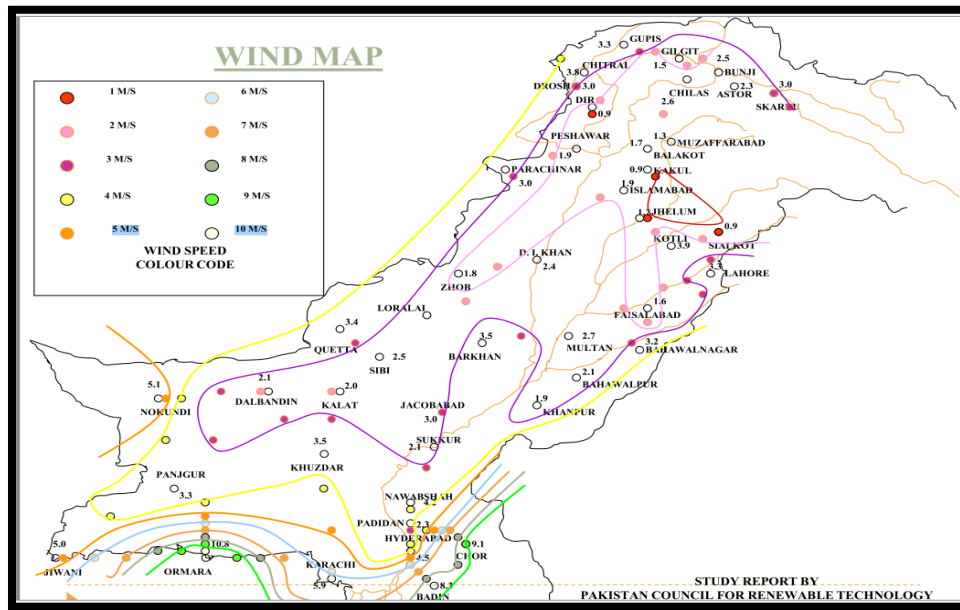 WIND MAP
1 M/S
6 M/S
2 M/S
7 M/S
3 M/S
8 M/S
4 M/S
9 M/S
5 M/S
10 M/S
WIND SPEED
COLOUR CODE
GUPIS
3.3
GILGIT
1.5
2.5
CHITRAL
3.8
BUNJI
DROSH
3.0
CHILAS
2.3
ASTOR
3.0
SKARDU
DIR
0.9
2.6
PESHAWAR
1.9
1.3
MUZAFFARABAD
1.7
BALAKOT
PARACHINAR
3.0
0.9
KAKUL
1.9
ISLAMABAD
JHELUM
0.9
KOTLI
SIALKOT
3.9
D. I. KHAN
2.4
3.3
LAHORE
1.8
ZHOB
LORALAI
1.6
FAISALABAD
3.4
QUETTA
2.5
SIBI
3.5
BARKHAN
2.7
MULTAN
3.2
BAHAWALNAGAR
2.1
BAHAWALPUR
5.1
NOKUNDI
2.1
DALBANDIN
2.0
KALAT
JACOBABAD
3.0
1.9
KHANPUR
2.1
SUKKUR
3.5
KHUZDAR
PANJGUR
3.3
NAWABSHAH
4.2
PADIDAN
2.3
HYDERABAD
9.1
CHOR
5.0
JIWANI
10.8
ORMARA
KARACHI
5.9
8.2
BADIN
STUDY REPORT BY
PAKISTAN COUNCIL FOR RENEWABLE TECHNOLOGY